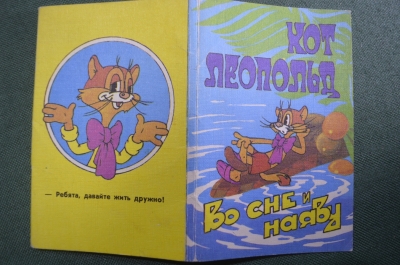 КОТ
ЛЕОПОЛЬД
Во сне и
наяву
— Ребята, давайте жить дружно!